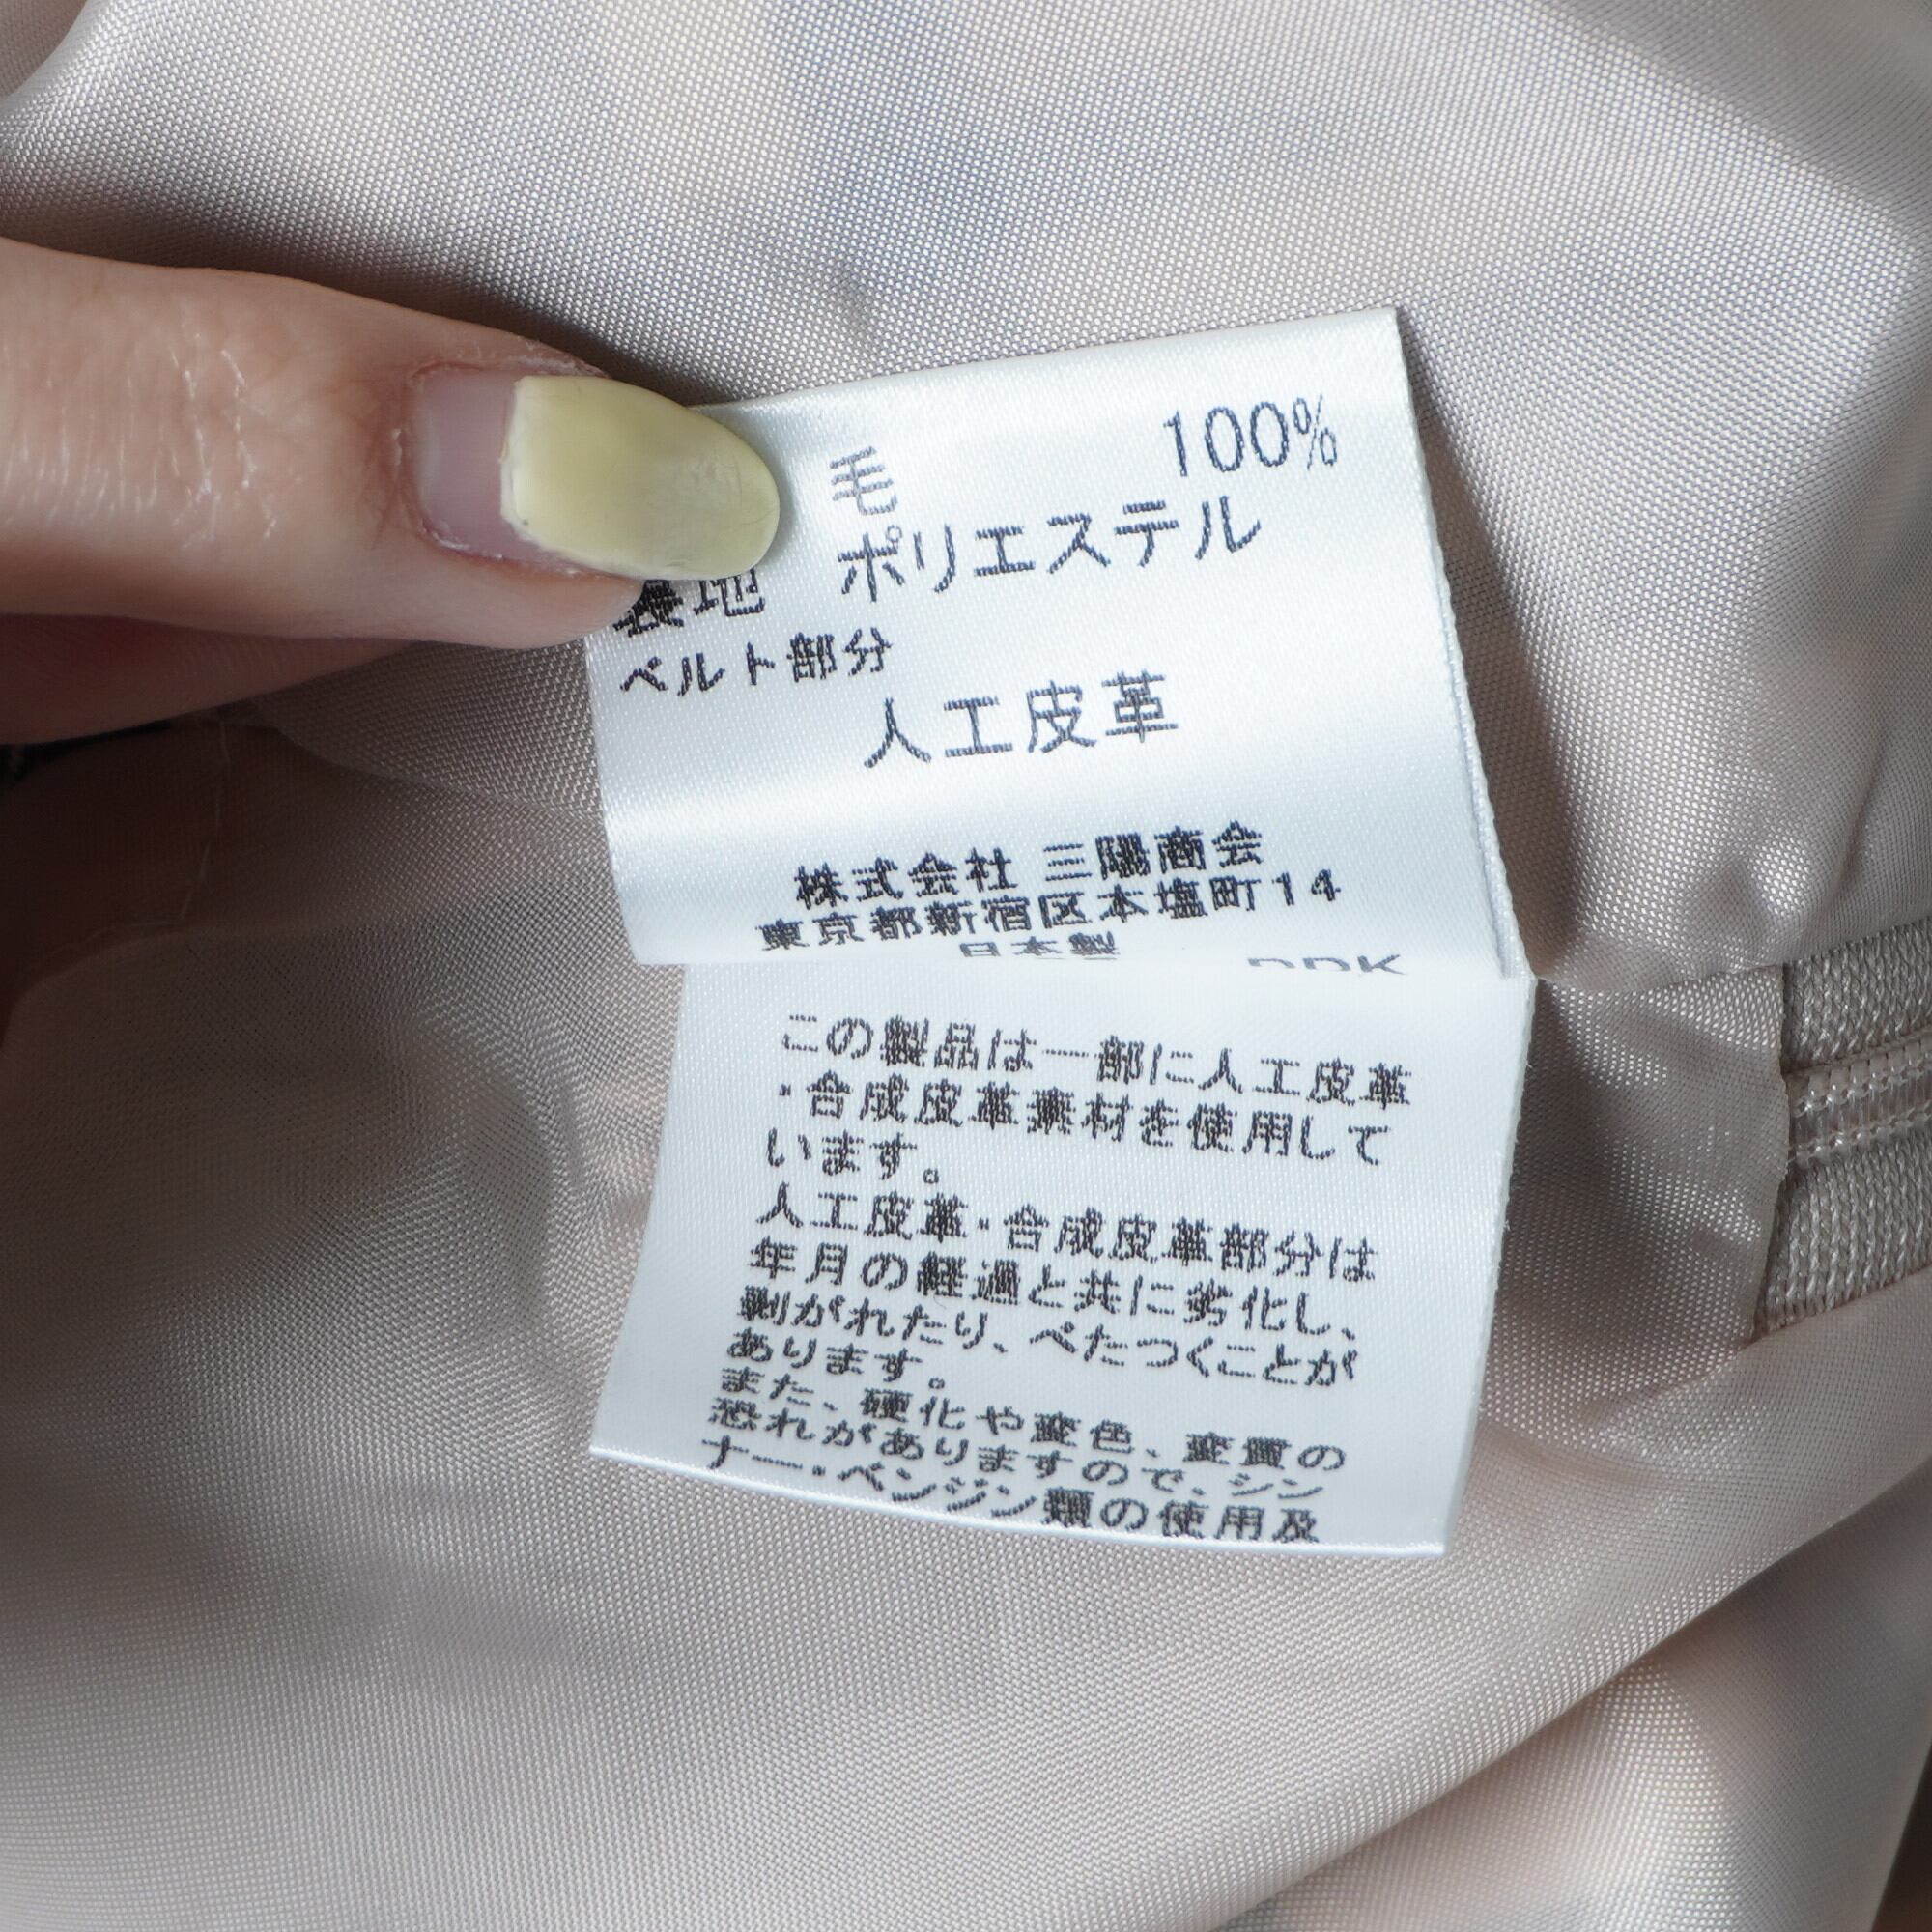 毛 100%
裏地 ポリエステル
ベルト部分
人工皮革
株式会社 三陽商会
東京都新宿区本塩町14
日本製
この製品は一部に人工皮革
・合成皮革素材を使用して
います。
人工皮革・合成皮革部分は
年月の経過と共に劣化し、
剥がれたり、べたつくことが
あります。
また、硬化や変色、変質の
恐れがありますので、シン
ナー・ベンジン類の使用及